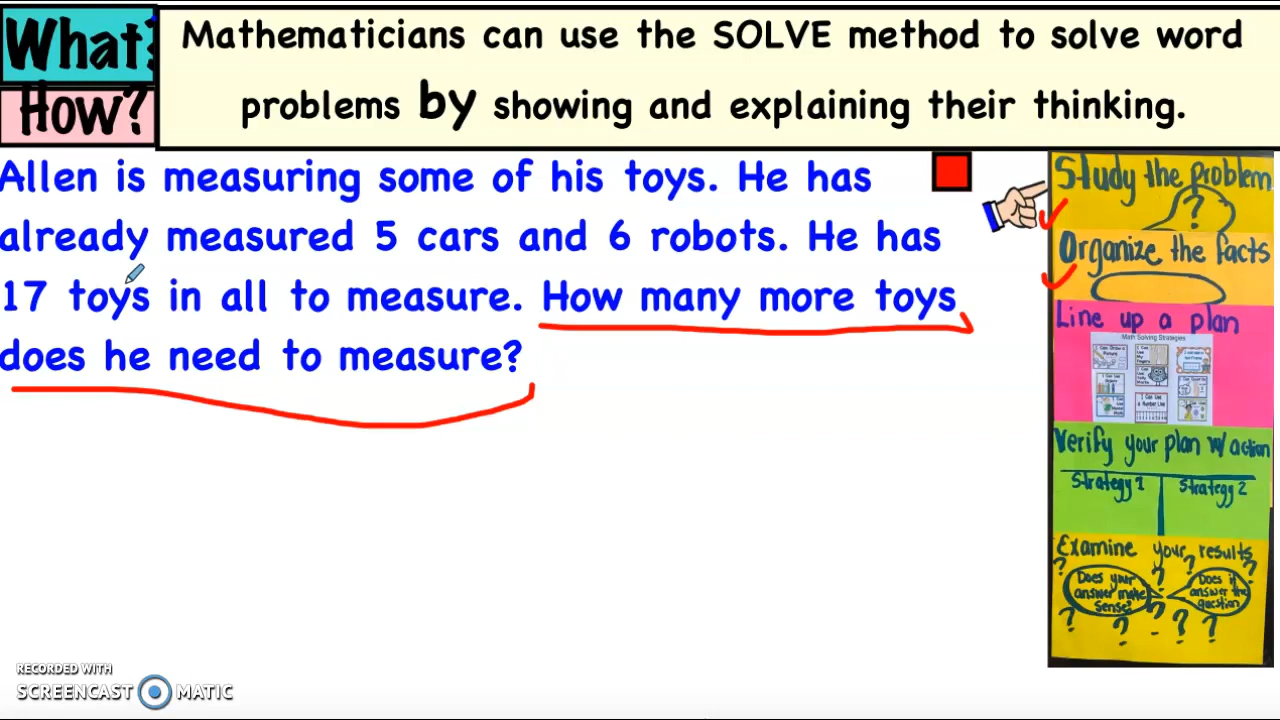 What?
How?
Mathematicians can use the SOLVE method to solve word
problems by showing and explaining their thinking.
Allen is measuring some of his toys. He has
already measured 5 cars and 6 robots. He has
17 toys in all to measure. How many more toys
does he need to measure?
Study the problem
?
Organize the facts
Line up a plan
Math Solving Strategies
Verify your plan w/ action
Strategy 1
Strategy 2
Examine your results
? ? ? ?
Does your
answer make
sense?
Does it
answer the
question
? ? ? ? ?
RECORDED WITH
SCREENCAST MATIC